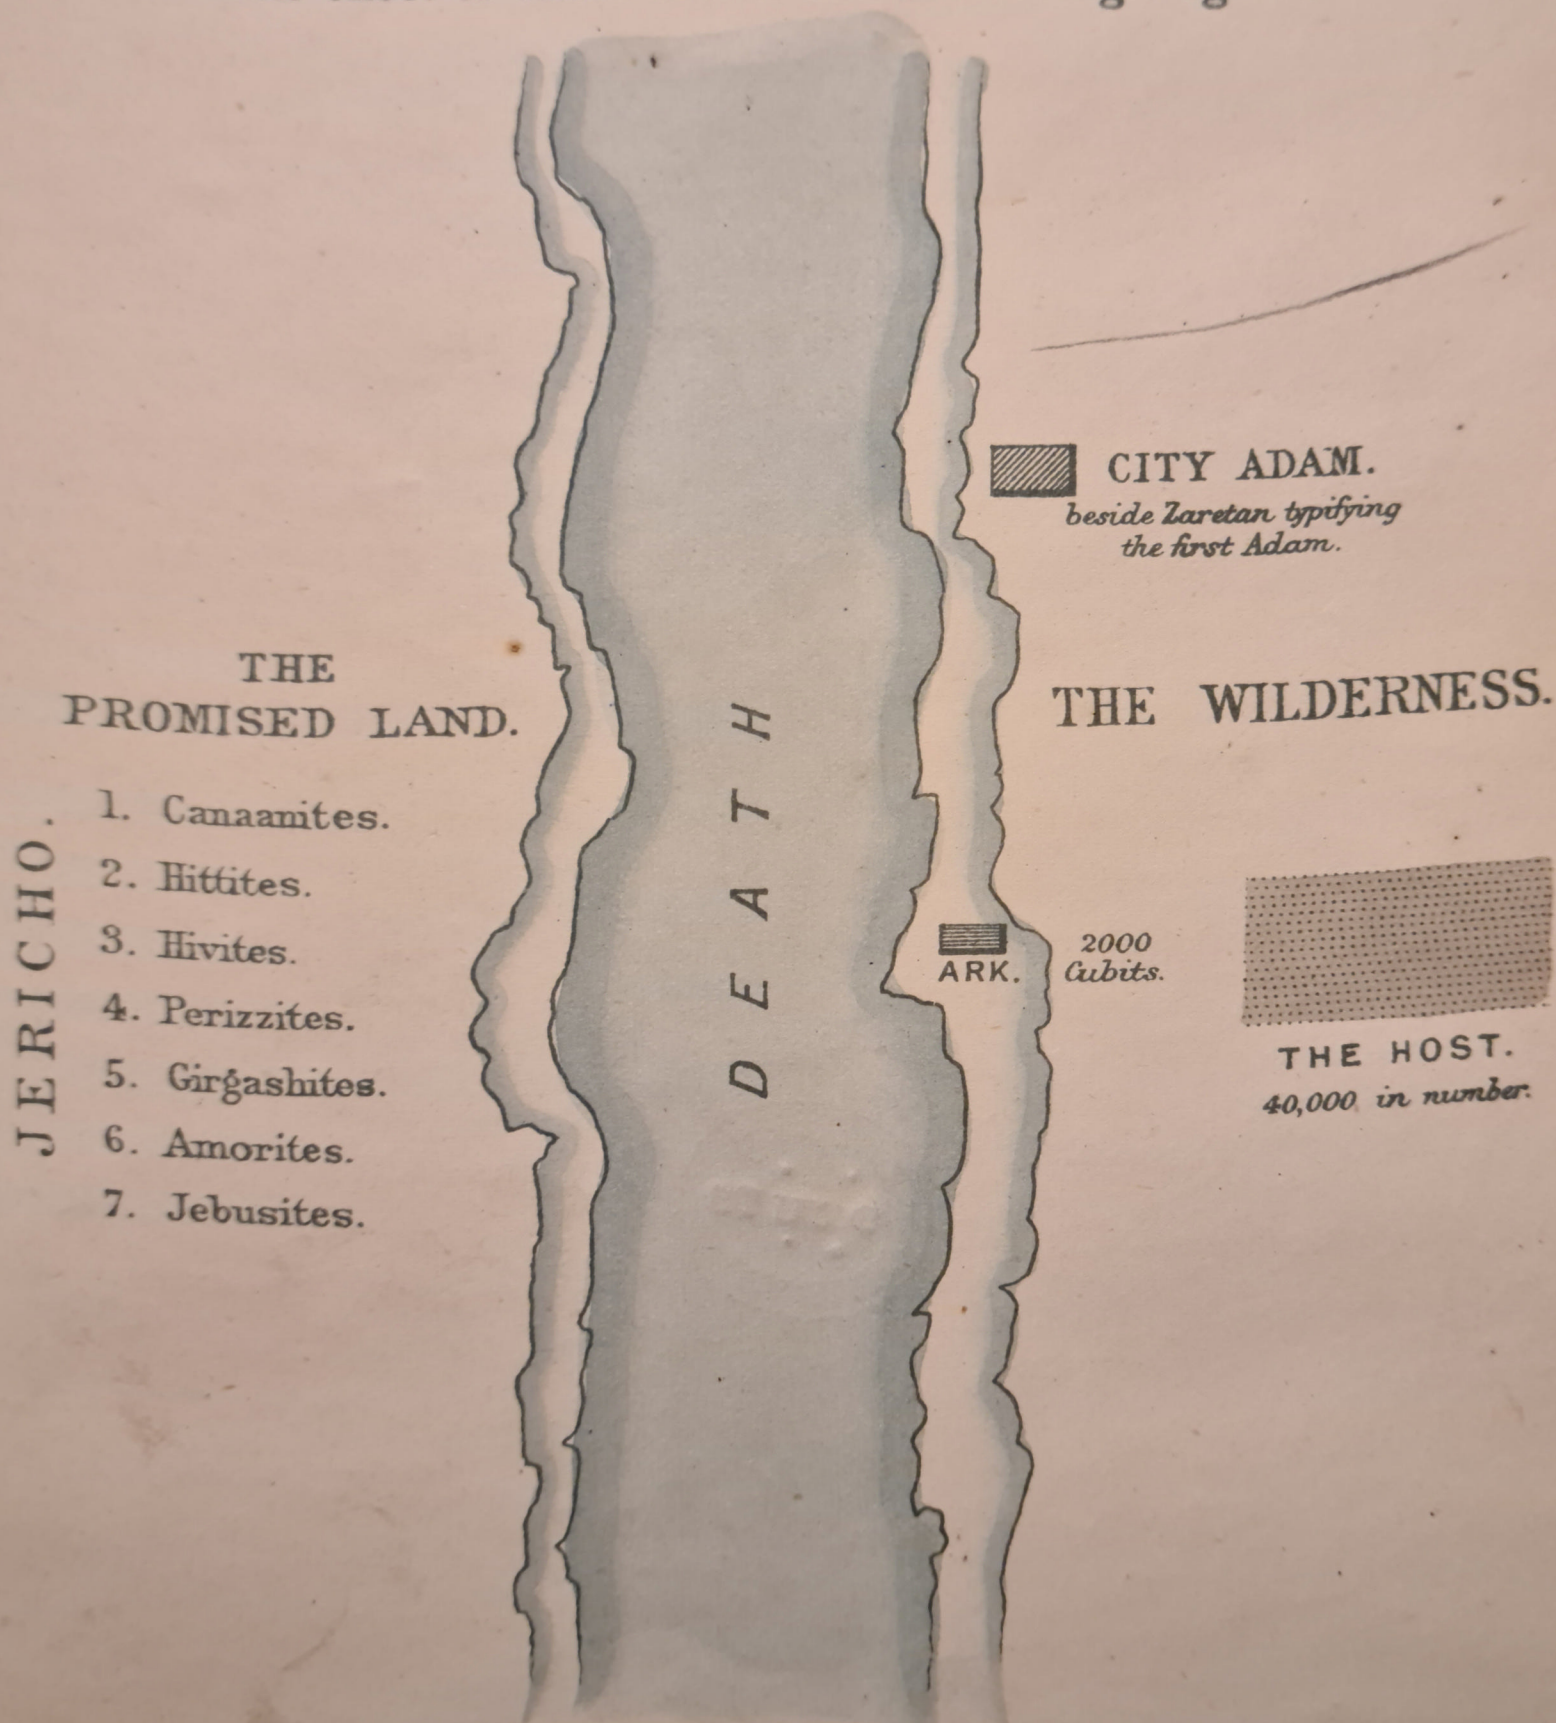 CITY ADAM.
beside Zaretan typifying
the first Adam.
THE
PROMISED LAND.
JERICHO.
1. Canaanites.
2. Hittites.
3. Hivites.
4. Perizzites.
5. Girgashites.
6. Amorites.
7. Jebusites.
DEATH
THE WILDERNESS.
ARK.
2000
Cubits.
THE HOST.
40,000 in number.